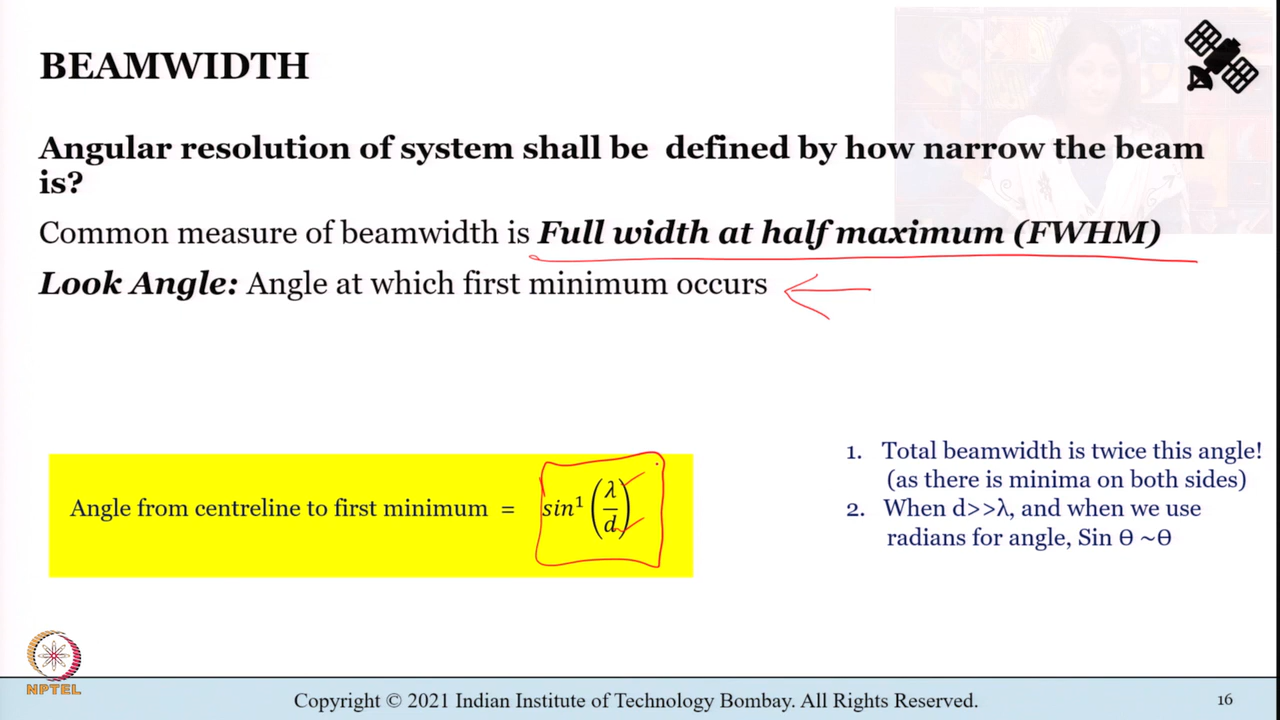 BEAMWIDTH
Angular resolution of system shall be defined by how narrow the beam
is?
Common measure of beamwidth is Full width at half maximum (FWHM)
Look Angle: Angle at which first minimum occurs
Angle from centreline to first minimum = sin¹ (λ/d)
1. Total beamwidth is twice this angle!
(as there is minima on both sides)
2. When d>>λ, and when we use
radians for angle, Sin θ ~θ
NPTEL
Copyright © 2021 Indian Institute of Technology Bombay. All Rights Reserved.
16